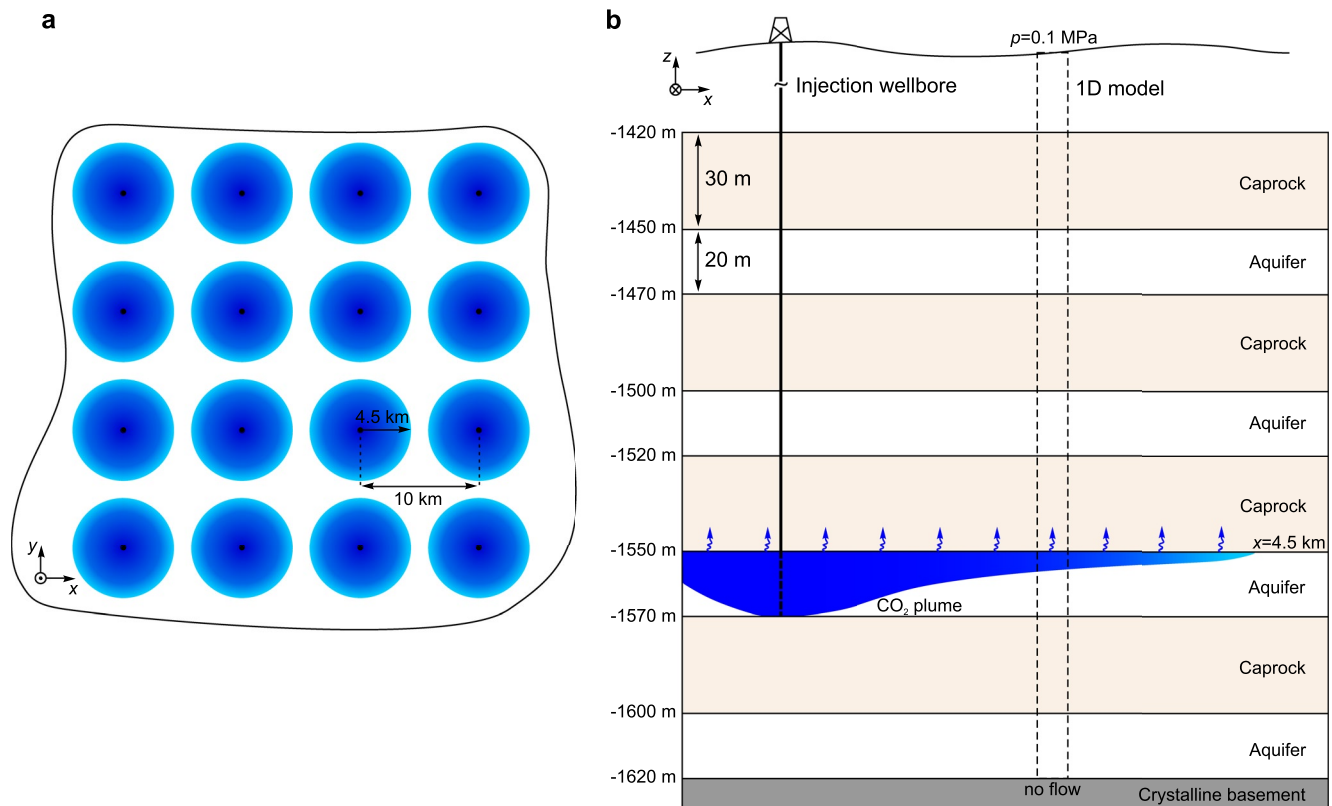 a
4.5 km
10 km
y
x
b
p=0.1 MPa
z
x
Injection wellbore
1D model
-1420 m
30 m
Caprock
-1450 m
20 m
Aquifer
-1470 m
Caprock
-1500 m
Aquifer
-1520 m
Caprock
x=4.5 km
-1550 m
Aquifer
CO₂ plume
-1570 m
Caprock
-1600 m
Aquifer
-1620 m
no flow
Crystalline basement